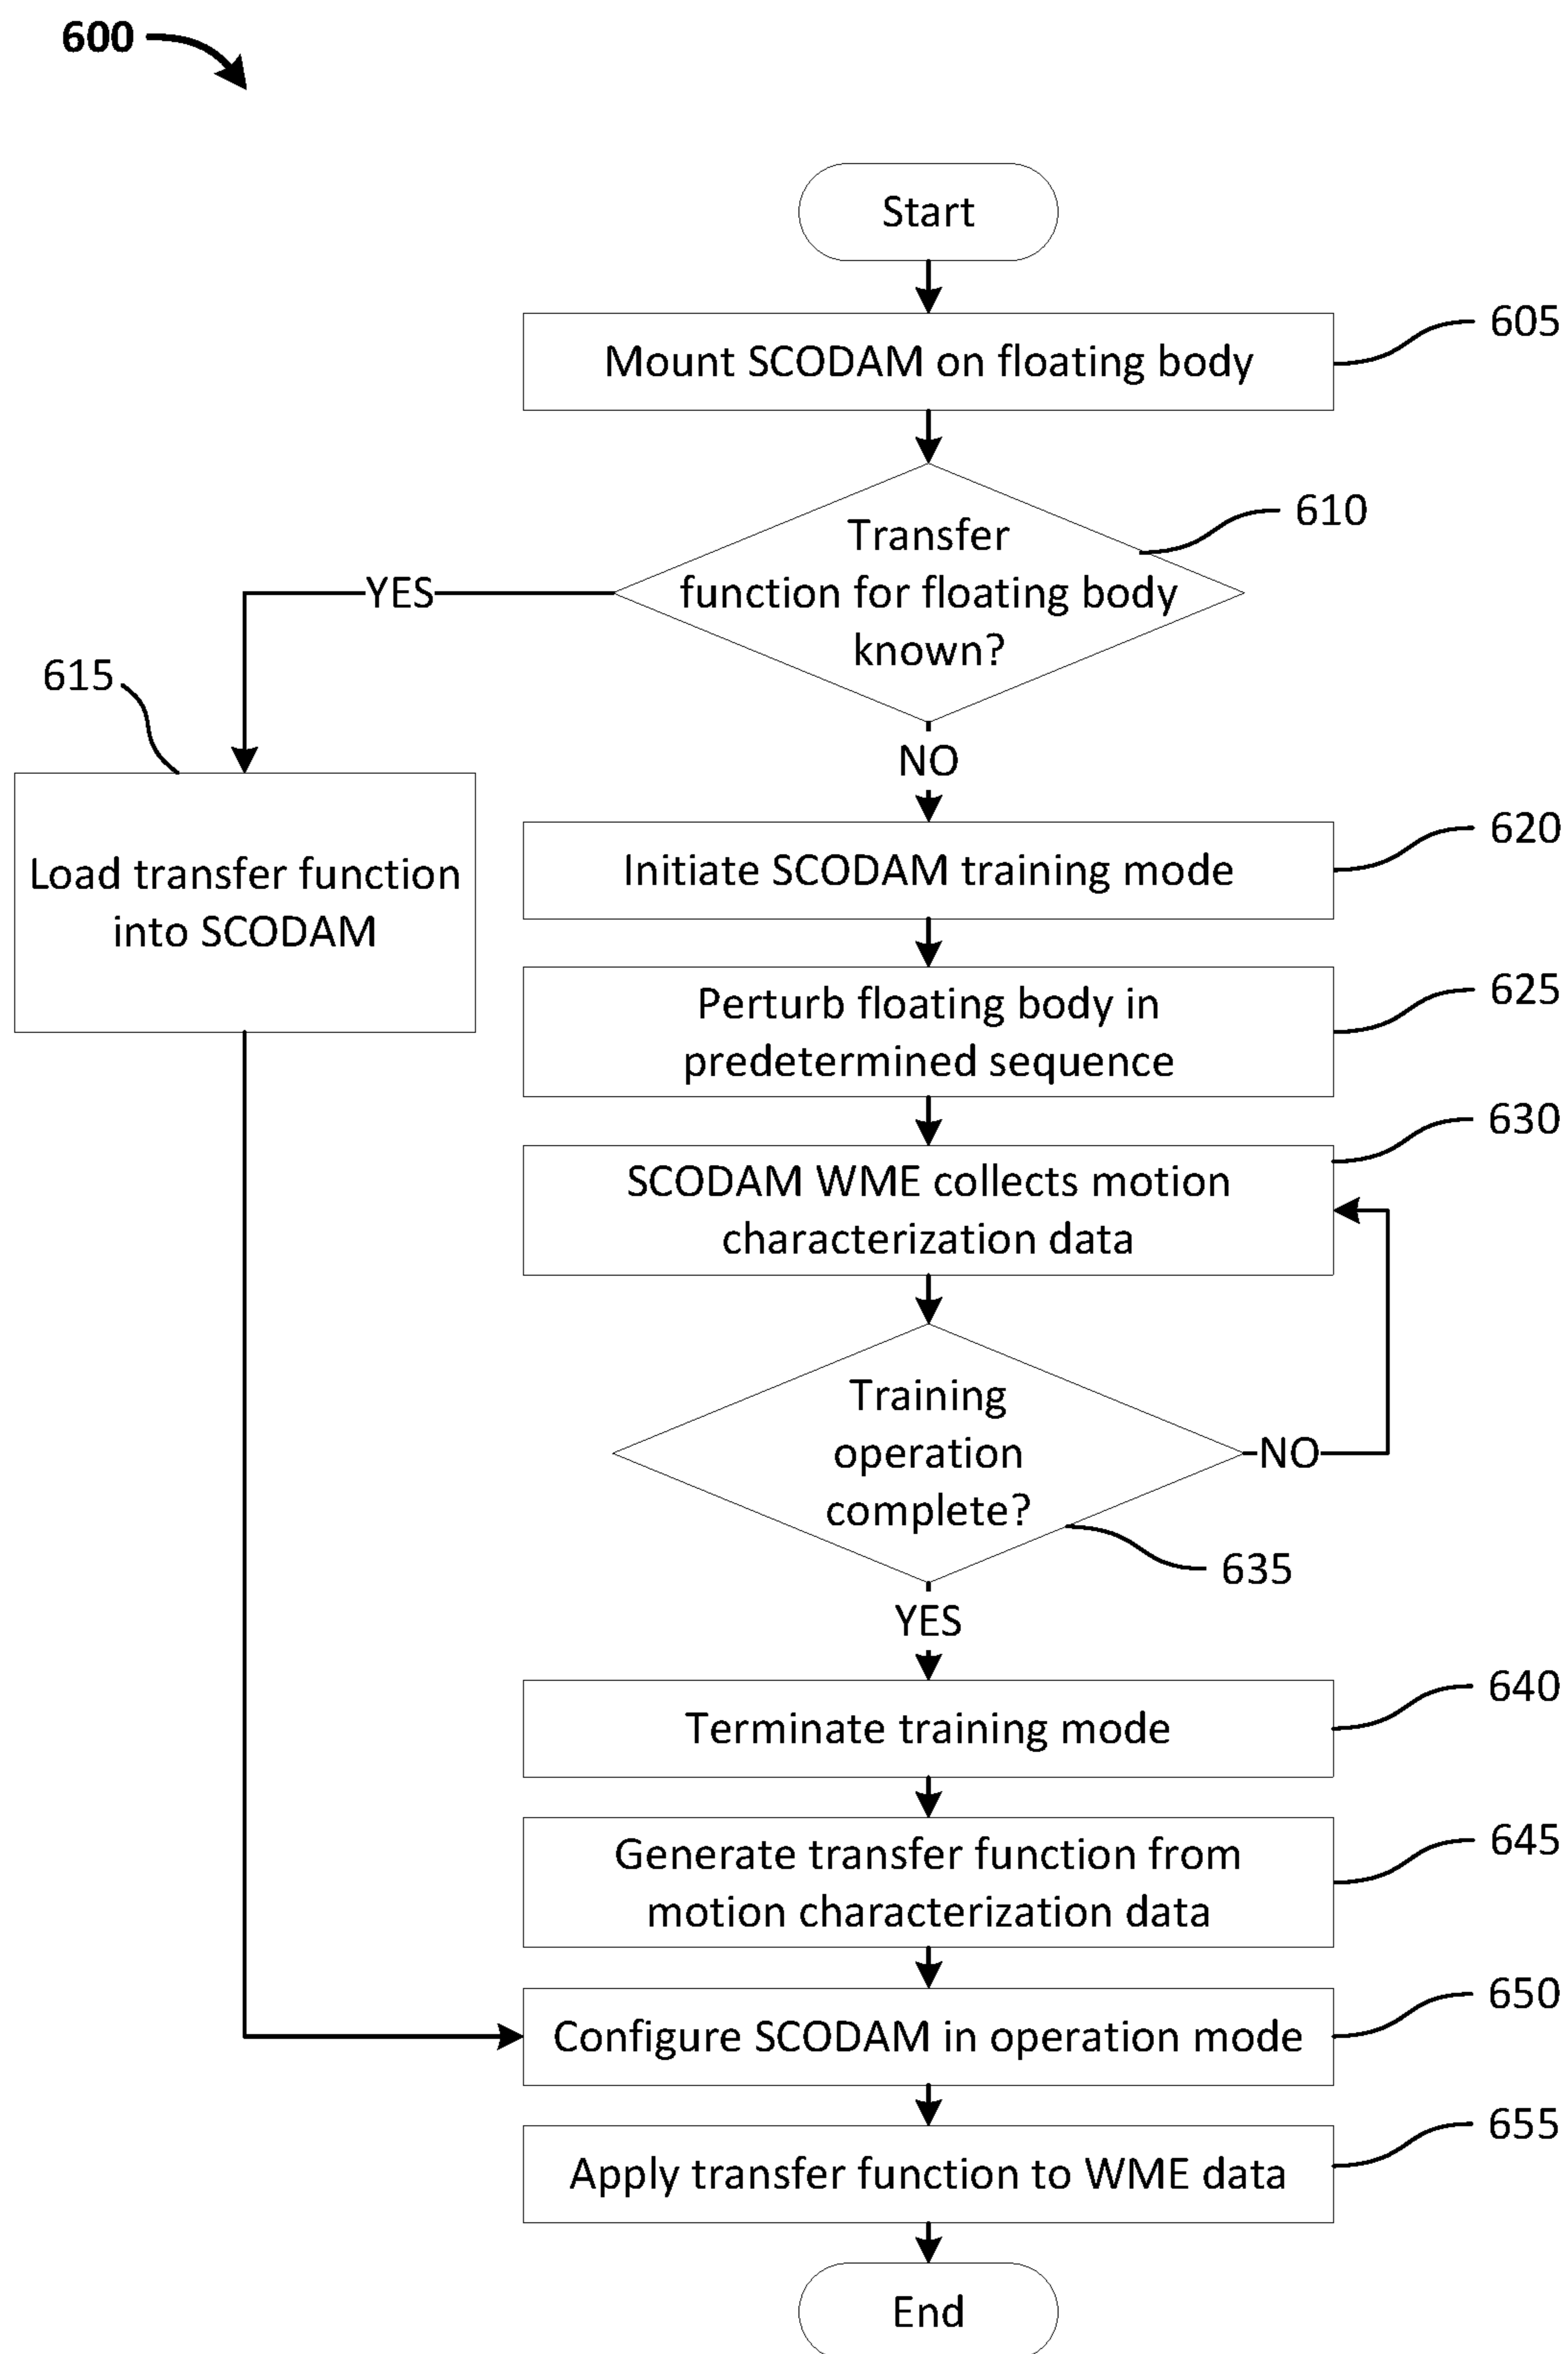 600
Start
Mount SCODAM on floating body
605
Transfer
function for floating body
known?
610
YES
NO
615
Load transfer function
into SCODAM
Initiate SCODAM training mode
620
Perturb floating body in
predetermined sequence
625
SCODAM WME collects motion
characterization data
630
Training
operation
complete?
NO
635
YES
Terminate training mode
640
Generate transfer function from
motion characterization data
645
Configure SCODAM in operation mode
650
Apply transfer function to WME data
655
End